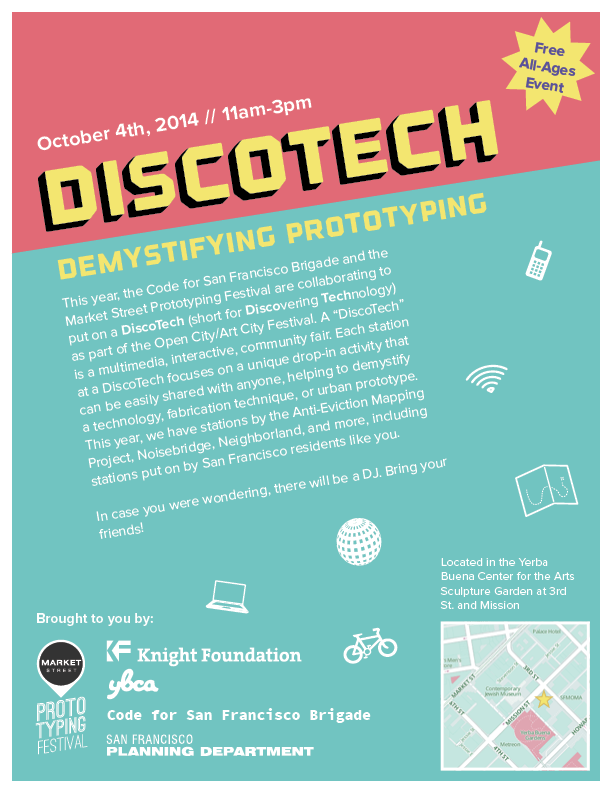 Free
All-Ages
Event
October 4th, 2014 // 11am-3pm
DISCOTECH
DEMYSTIFYING PROTOTYPING
This year, the Code for San Francisco Brigade and the
Market Street Prototyping Festival are collaborating to
put on a DiscoTech (short for Discovering Technology)
as part of the Open City/Art City Festival. A “DiscoTech”
is a multimedia, interactive, community fair. Each station
at a DiscoTech focuses on a unique drop-in activity that
can be easily shared with anyone, helping to demystify
a technology, fabrication technique, or urban prototype.
This year, we have stations by the Anti-Eviction Mapping
Project, Noisebridge, Neighborland, and more, including
stations put on by San Francisco residents like you.
In case you were wondering, there will be a DJ. Bring your
friends!
Located in the Yerba
Buena Center for the Arts
Sculpture Garden at 3rd
St. and Mission
Brought to you by:
MARKET
STREET
PROTO
TYPING
FESTIVAL
KF Knight Foundation
ybca
Code for San Francisco Brigade
SAN FRANCISCO
PLANNING DEPARTMENT
Palace Hotel
MARKET ST
3RD ST
Contemporary
Jewish Museum
SFMOMA
4TH ST
MISSION ST
Yerba Buena
Gardens
HOWAR
Metreon
4TH ST